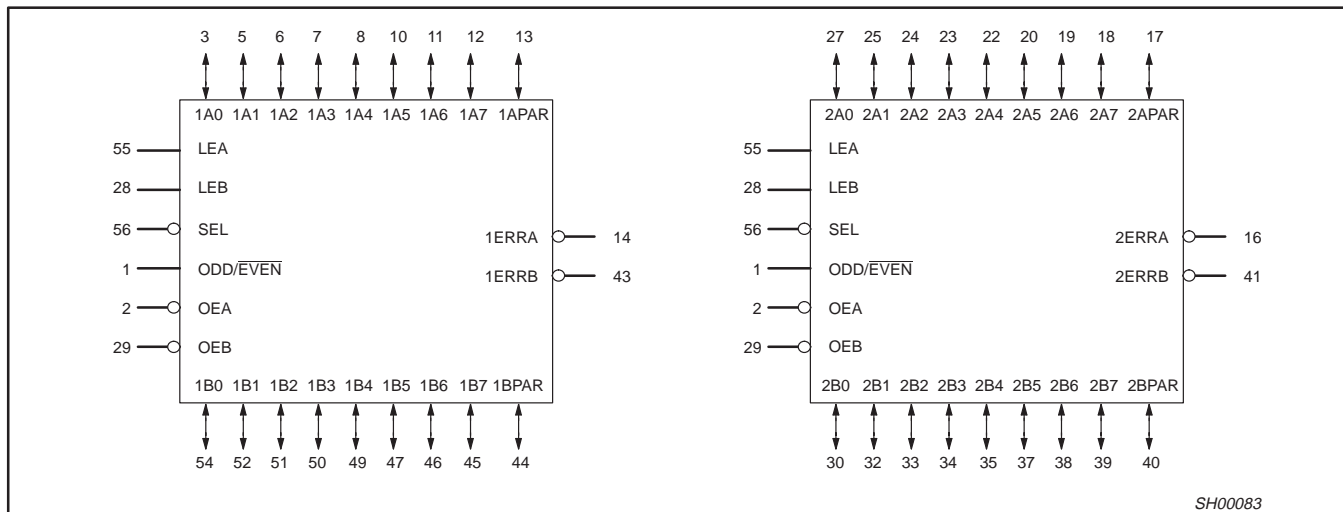 3 5 6 7 8 10 11 12 13
27 25 24 23 22 20 19 18 17
1A0 1A1 1A2 1A3 1A4 1A5 1A6 1A7 1APAR
2A0 2A1 2A2 2A3 2A4 2A5 2A6 2A7 2APAR
55 LEA
55 LEA
28 LEB
28 LEB
56 SEL
56 SEL
1ERRA 14
2ERRA 16
1 ODD/E̅V̅E̅N̅
1ERRB 43
1 ODD/E̅V̅E̅N̅
2ERRB 41
2 OEA
2 OEA
29 OEB
29 OEB
1B0 1B1 1B2 1B3 1B4 1B5 1B6 1B7 1BPAR
2B0 2B1 2B2 2B3 2B4 2B5 2B6 2B7 2BPAR
54 52 51 50 49 47 46 45 44
30 32 33 34 35 37 38 39 40
SH00083